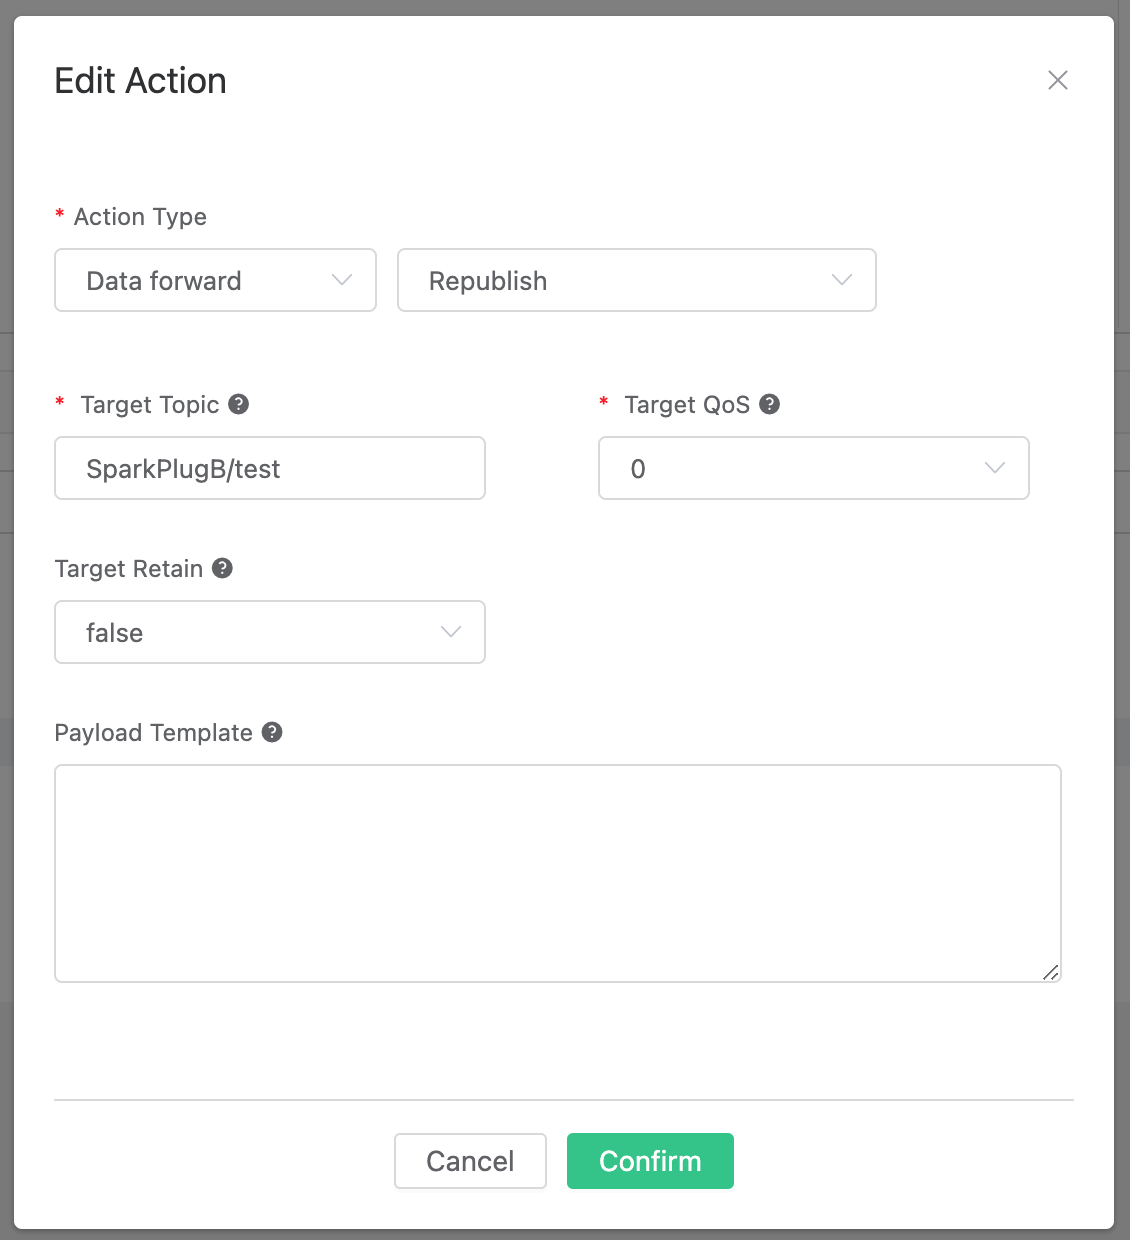 Edit Action
* Action Type
Data forward Republish
* Target Topic ? * Target QoS ?
SparkPlugB/test 0
Target Retain ?
false
Payload Template ?
Cancel Confirm